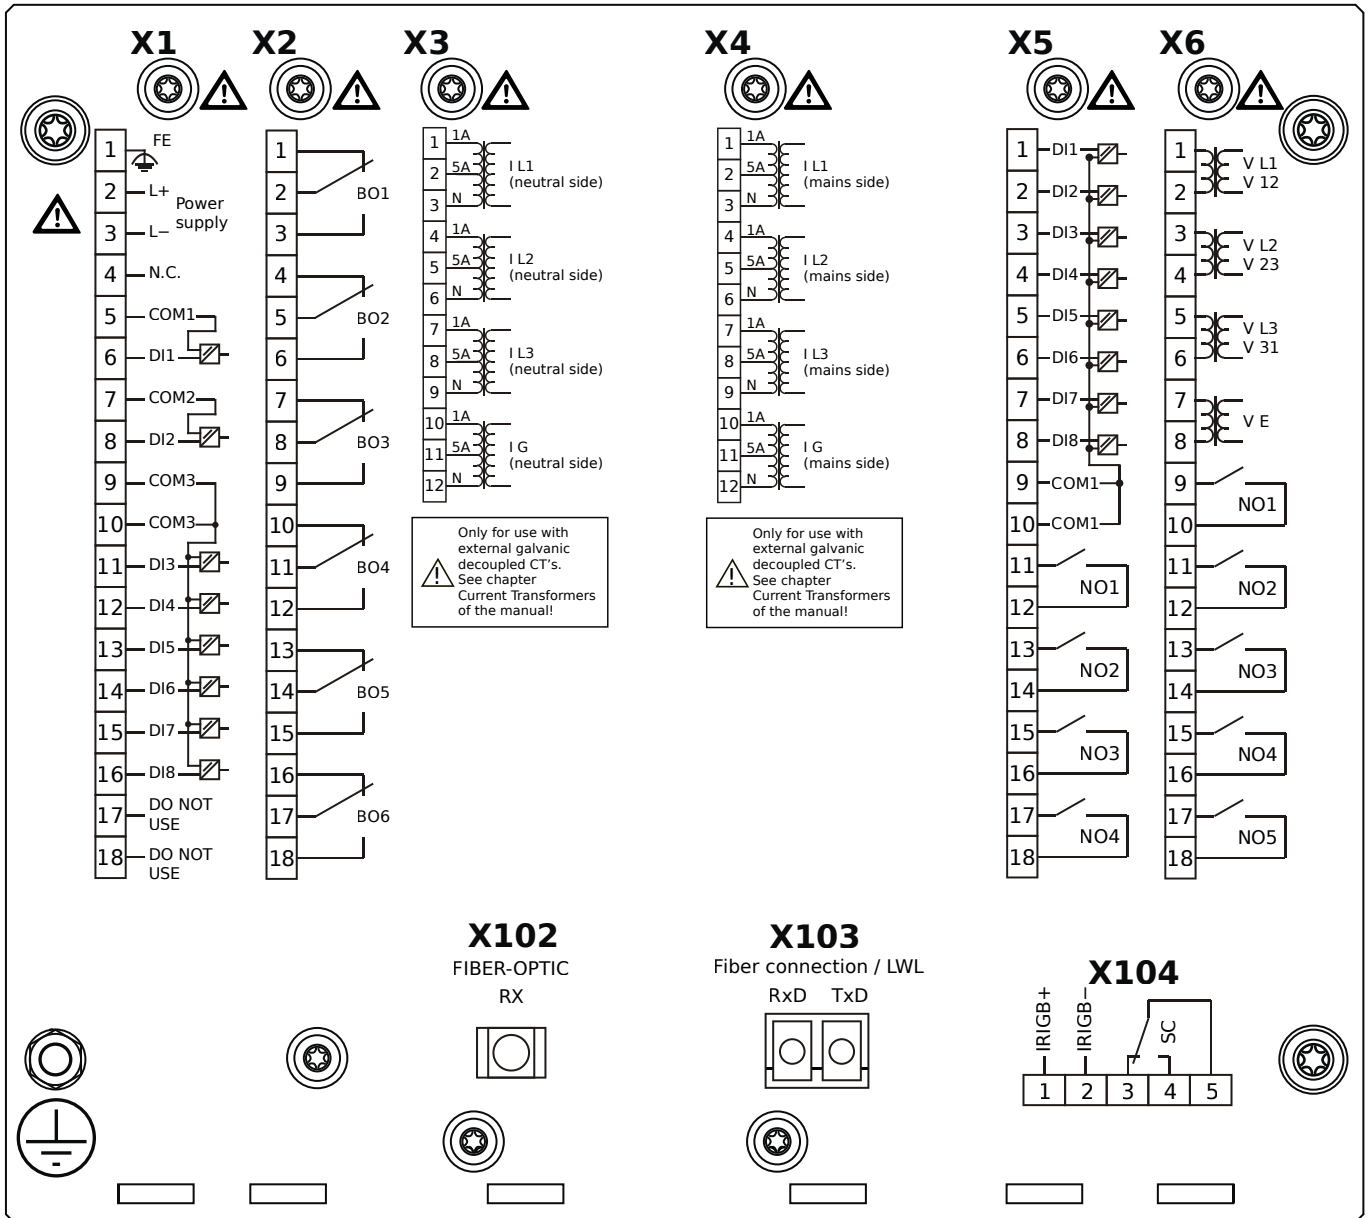 X1
X2
X3
X4
X5
X6
1
FE
2
L+
Power
supply
3
L−
4
N.C.
5
COM1
6
DI1
7
COM2
8
DI2
9
COM3
10
COM3
11
DI3
12
DI4
13
DI5
14
DI6
15
DI7
16
DI8
17
DO NOT
USE
18
DO NOT
USE
1
2
BO1
3
4
5
BO2
6
7
8
BO3
9
10
11
BO4
12
13
14
BO5
15
16
17
BO6
18
1
1A
2
5A
I L1
(neutral side)
3
N
4
1A
5
5A
I L2
(neutral side)
6
N
7
1A
8
5A
I L3
(neutral side)
9
N
10
1A
11
5A
I G
(neutral side)
12
N
Only for use with
external galvanic
decoupled CT’s.
See chapter
Current Transformers
of the manual!
1
1A
2
5A
I L1
(mains side)
3
N
4
1A
5
5A
I L2
(mains side)
6
N
7
1A
8
5A
I L3
(mains side)
9
N
10
1A
11
5A
I G
(mains side)
12
N
Only for use with
external galvanic
decoupled CT’s.
See chapter
Current Transformers
of the manual!
1
DI1
2
DI2
3
DI3
4
DI4
5
DI5
6
DI6
7
DI7
8
DI8
9
COM1
10
COM1
11
NO1
12
13
NO2
14
15
NO3
16
17
NO4
18
1
V L1
V 12
2
3
V L2
V 23
4
5
V L3
V 31
6
7
V E
8
9
NO1
10
11
NO2
12
13
NO3
14
15
NO4
16
17
NO5
18
X102
FIBER-OPTIC
RX
X103
Fiber connection / LWL
RxD TxD
X104
IRIGB+
IRIGB−
SC
1 2 3 4 5